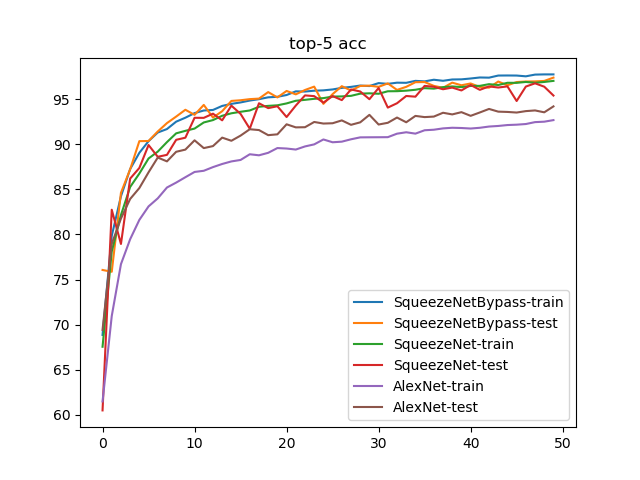 top-5 acc
95
90
85
80
75
70
65
60
SqueezeNetBypass-train
SqueezeNetBypass-test
SqueezeNet-train
SqueezeNet-test
AlexNet-train
AlexNet-test
0 10 20 30 40 50